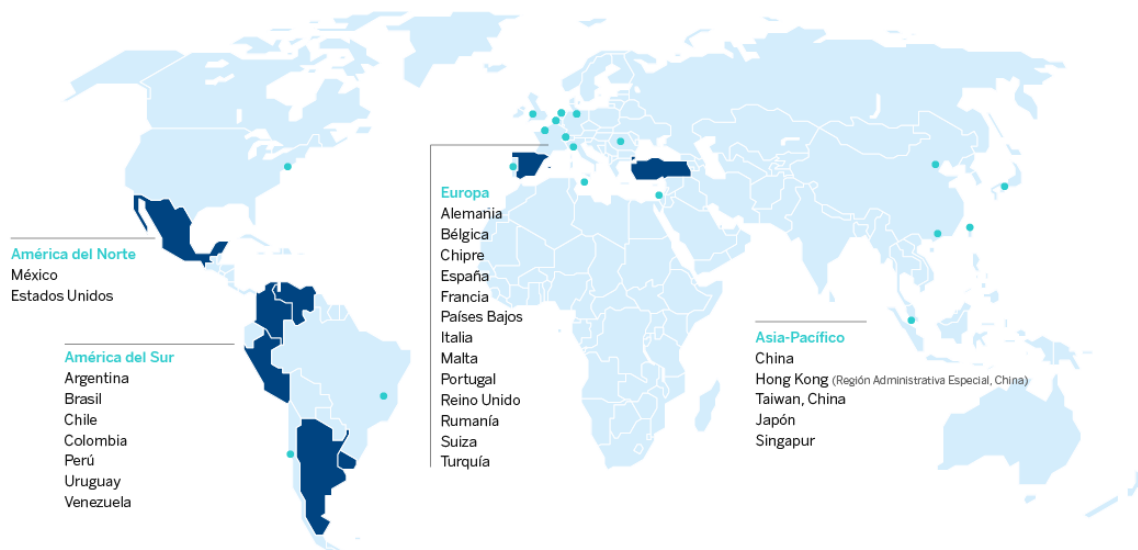 América del Norte
México
Estados Unidos
América del Sur
Argentina
Brasil
Chile
Colombia
Perú
Uruguay
Venezuela
Europa
Alemania
Bélgica
Chipre
España
Francia
Países Bajos
Italia
Malta
Portugal
Reino Unido
Rumanía
Suiza
Turquía
Asia-Pacífico
China
Hong Kong (Región Administrativa Especial, China)
Taiwan, China
Japón
Singapur